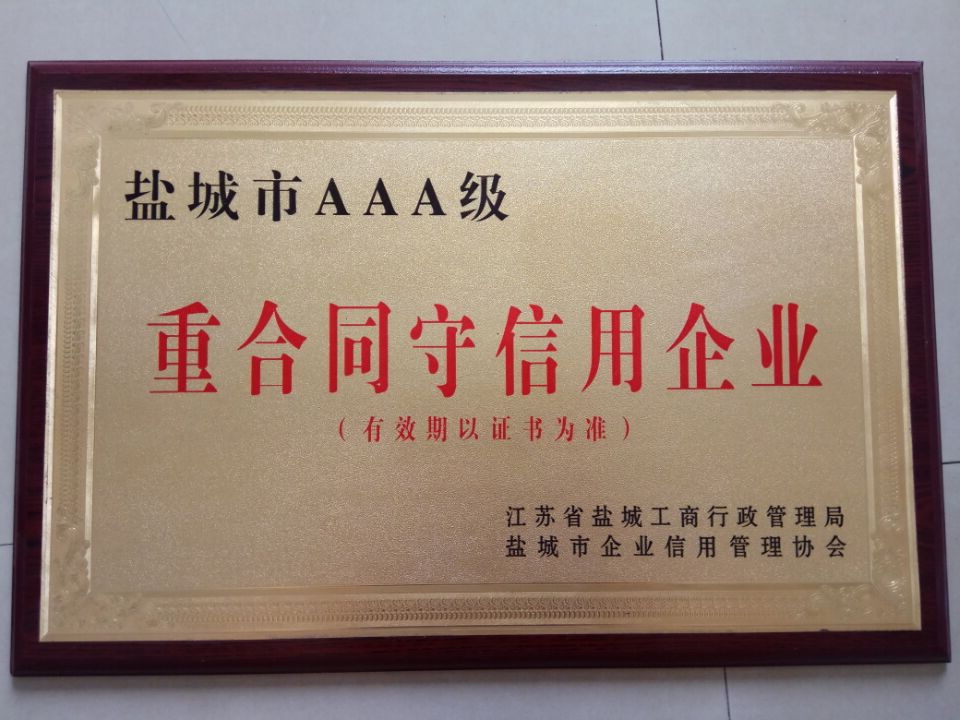 盐城市AAA级
重合同守信用企业
（有效期以证书为准）
江苏省盐城工商行政管理局
盐城市企业信用管理协会